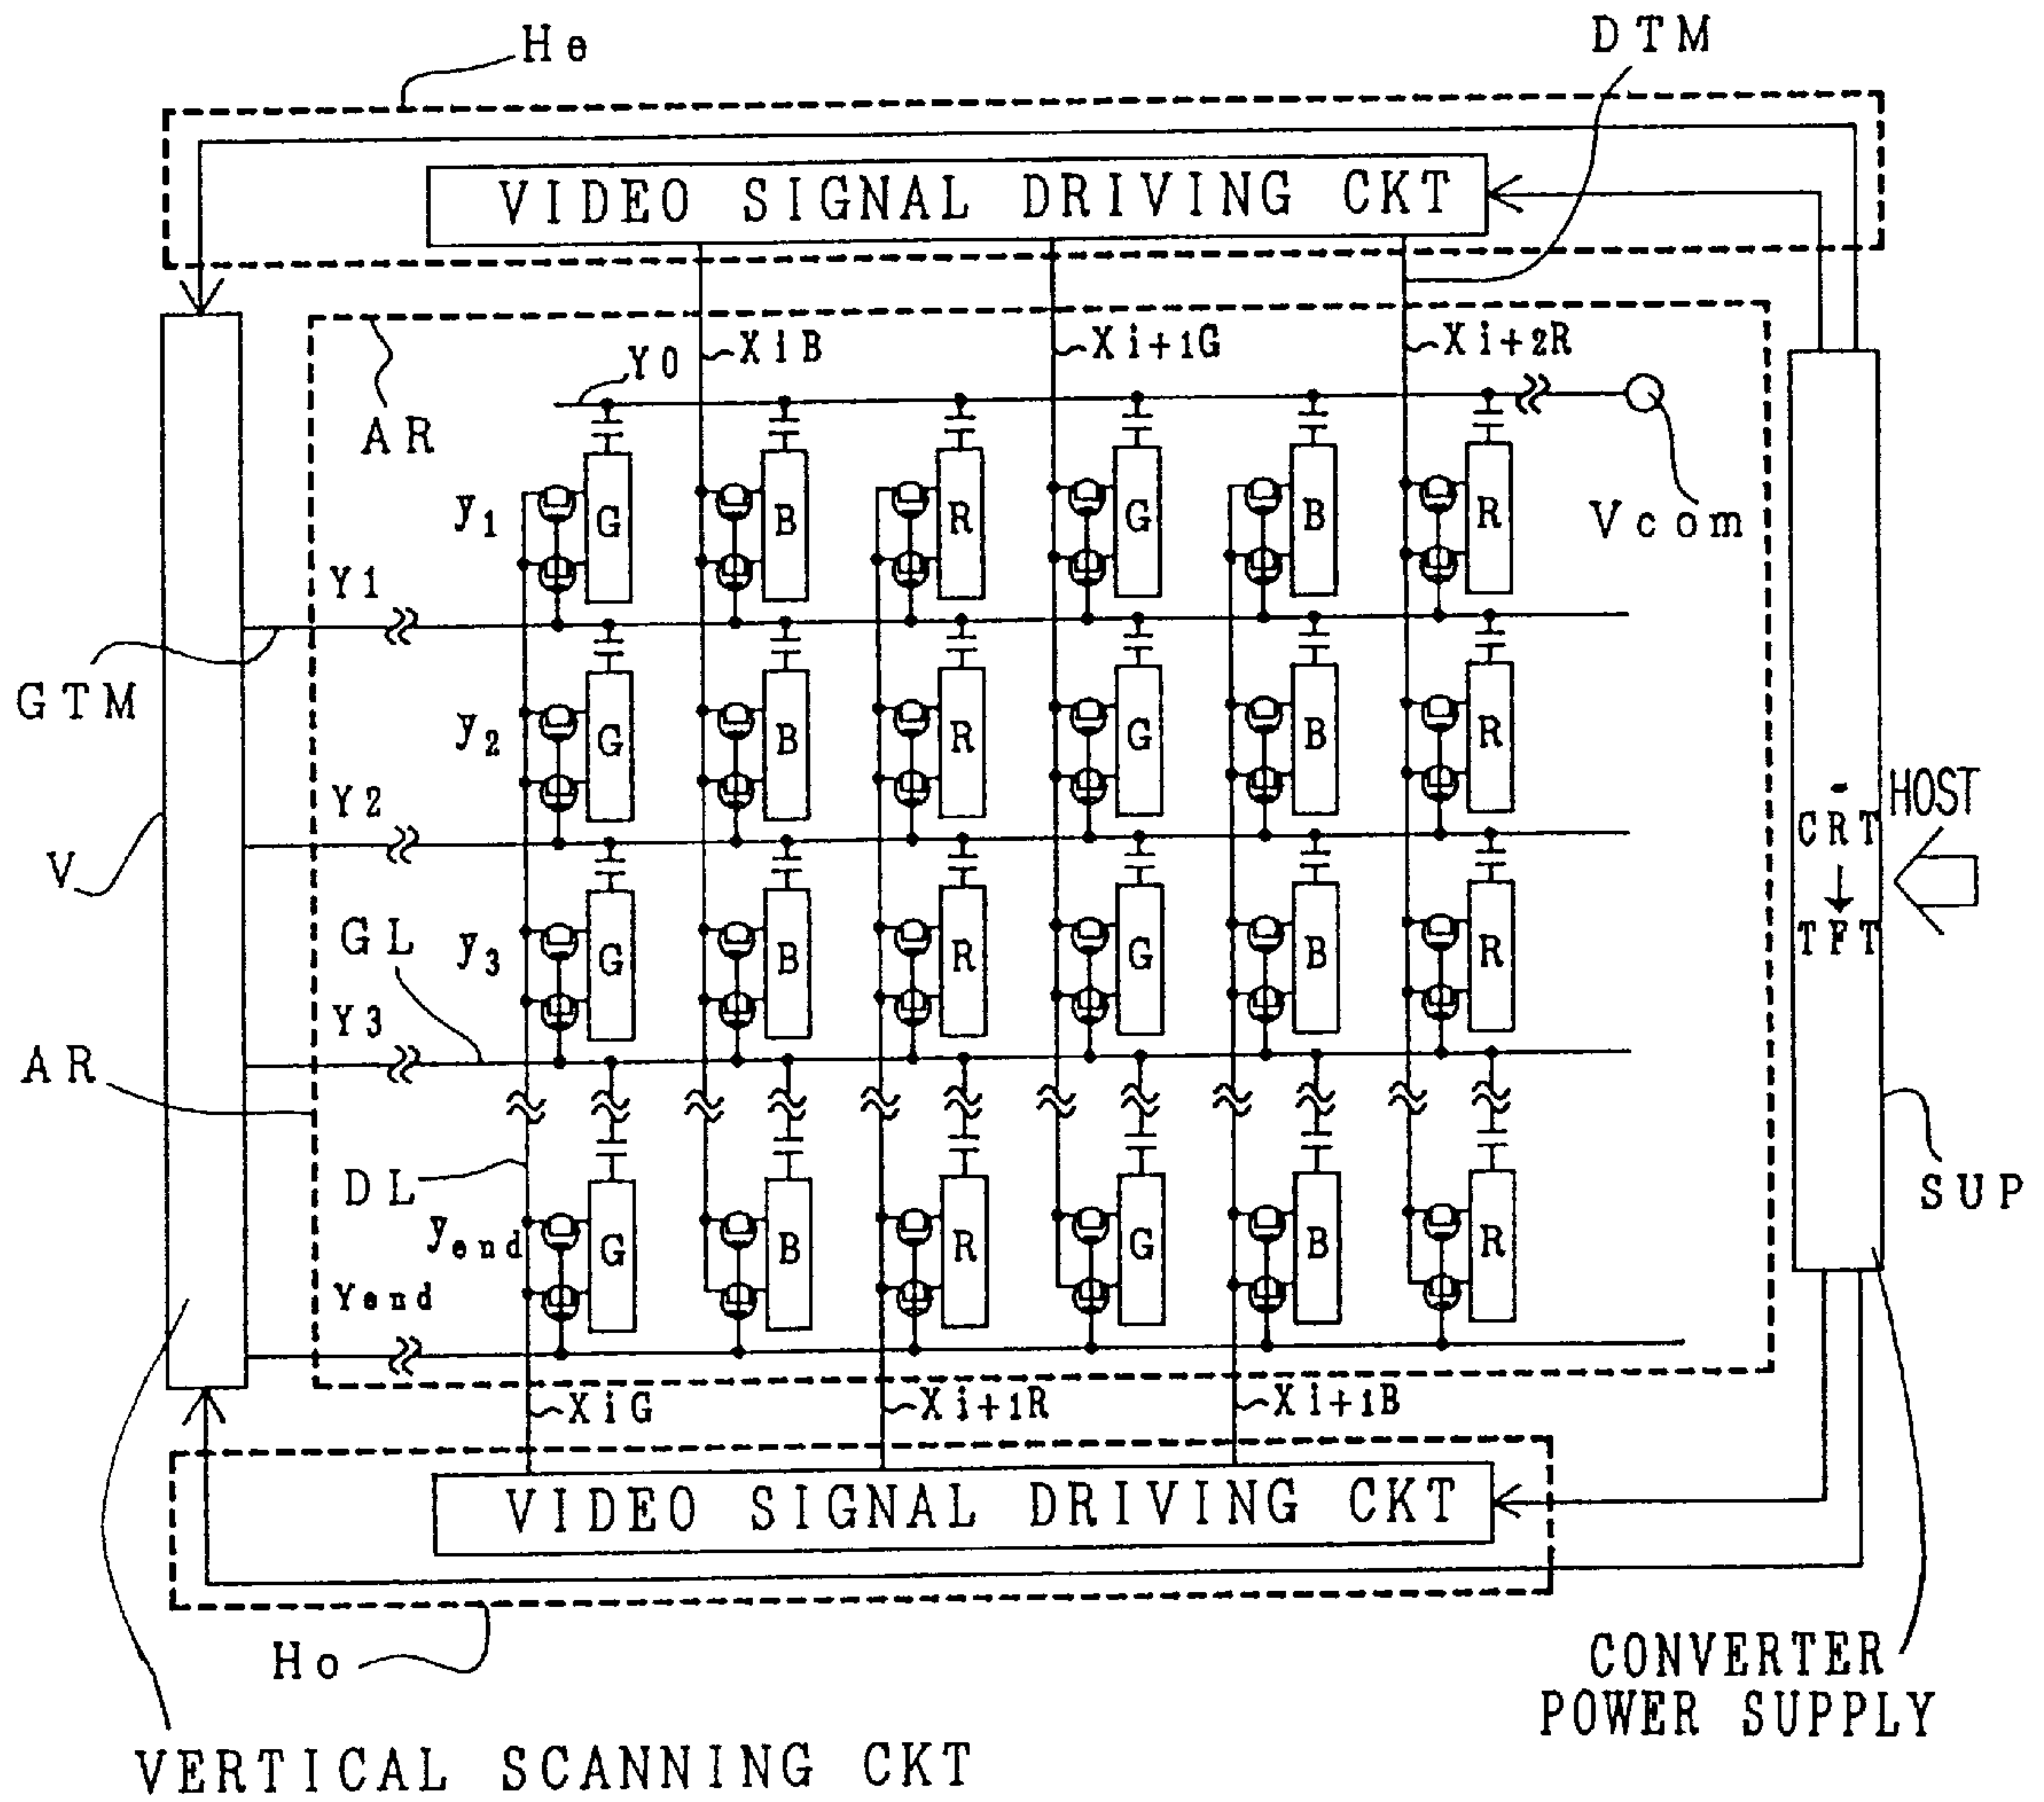 He
DTM
VIDEO SIGNAL DRIVING CKT
XiB
Xi+1G
Xi+2R
Y0
AR
Vcom
y1
G B R G B R
Y1
GTM
y2
G B R G B R
Y2
HOST
CRT
↓
TFT
V
y3
G B R G B R
GL
Y3
AR
DL
SUP
yend
G B R G B R
Yend
XiG
Xi+1R
Xi+1B
VIDEO SIGNAL DRIVING CKT
Ho
CONVERTER
POWER SUPPLY
VERTICAL SCANNING CKT